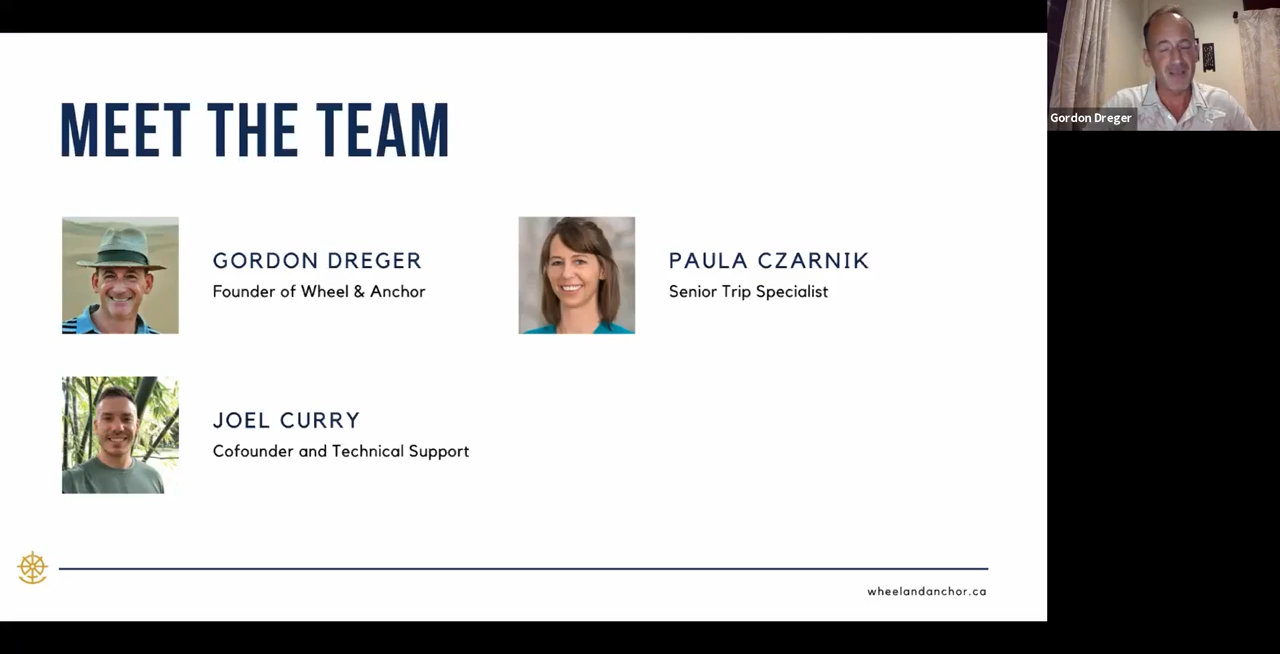 MEET THE TEAM
GORDON DREGER
Founder of Wheel & Anchor
PAULA CZARNIK
Senior Trip Specialist
JOEL CURRY
Cofounder and Technical Support
wheelandanchor.ca
Gordon Dreger